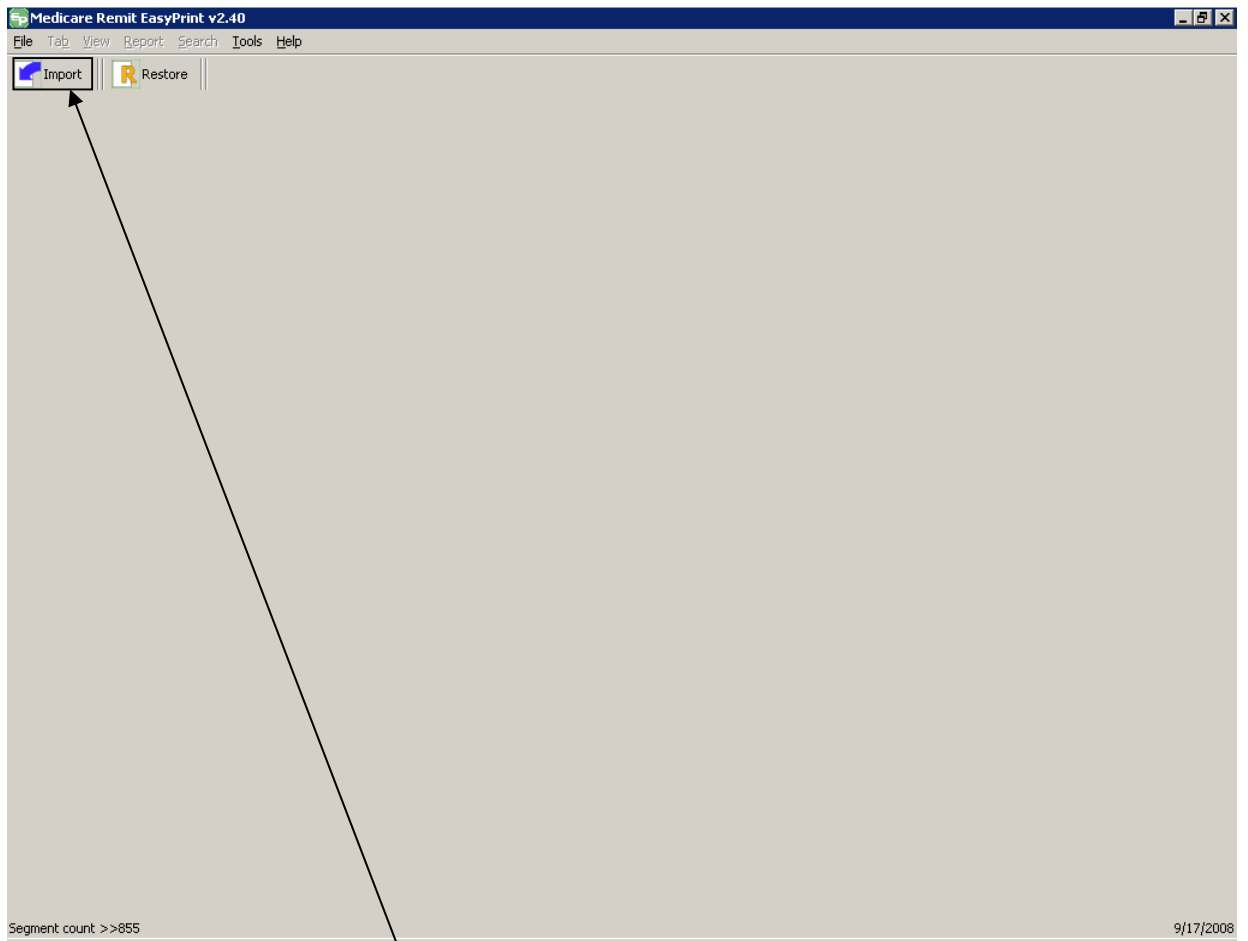 EP Medicare Remit EasyPrint v2.40
File Tab View Report Search Tools Help
Import R Restore
Segment count >>855 9/17/2008